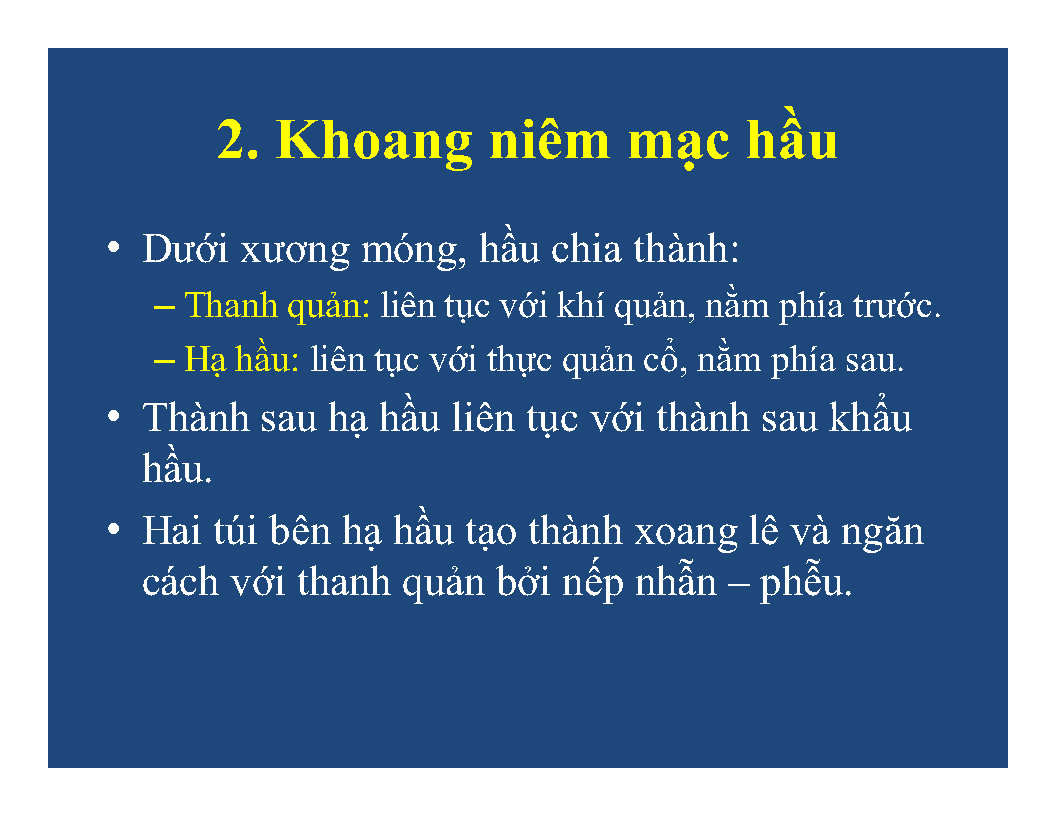 2. Khoang niêm mạc hầu
• Dưới xương móng, hầu chia thành:
– Thanh quản: liên tục với khí quản, nằm phía trước.
– Hạ hầu: liên tục với thực quản cổ, nằm phía sau.
• Thành sau hạ hầu liên tục với thành sau khẩu
hầu.
• Hai túi bên hạ hầu tạo thành xoang lê và ngăn
cách với thanh quản bởi nếp nhẫn – phễu.